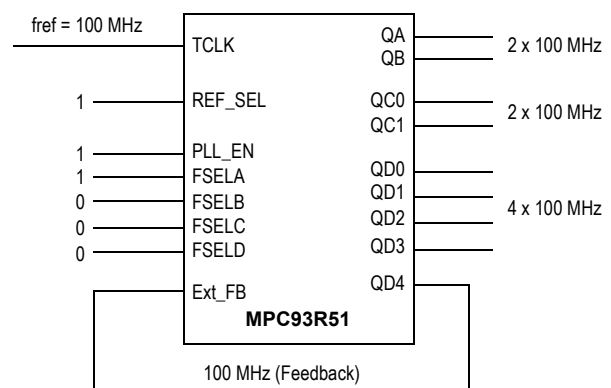 fref = 100 MHz
TCLK
QA
QB
2 x 100 MHz
1
REF_SEL
QC0
QC1
2 x 100 MHz
1
PLL_EN
1
FSELA
0
FSELB
0
FSELC
0
FSELD
QD0
QD1
QD2
QD3
4 x 100 MHz
Ext_FB
QD4
MPC93R51
100 MHz (Feedback)